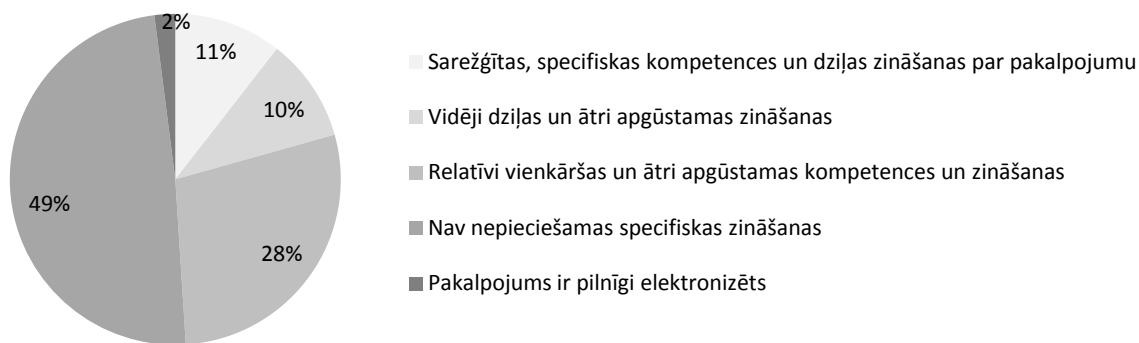 2%
11%
10%
28%
49%
Sarežģītas, specifiskas kompetences un dziļas zināšanas par pakalpojumu
Vidēji dziļas un ātri apgūstamas zināšanas
Relatīvi vienkāršas un ātri apgūstamas kompetences un zināšanas
Nav nepieciešamas specifiskas zināšanas
Pakalpojums ir pilnīgi elektronizēts